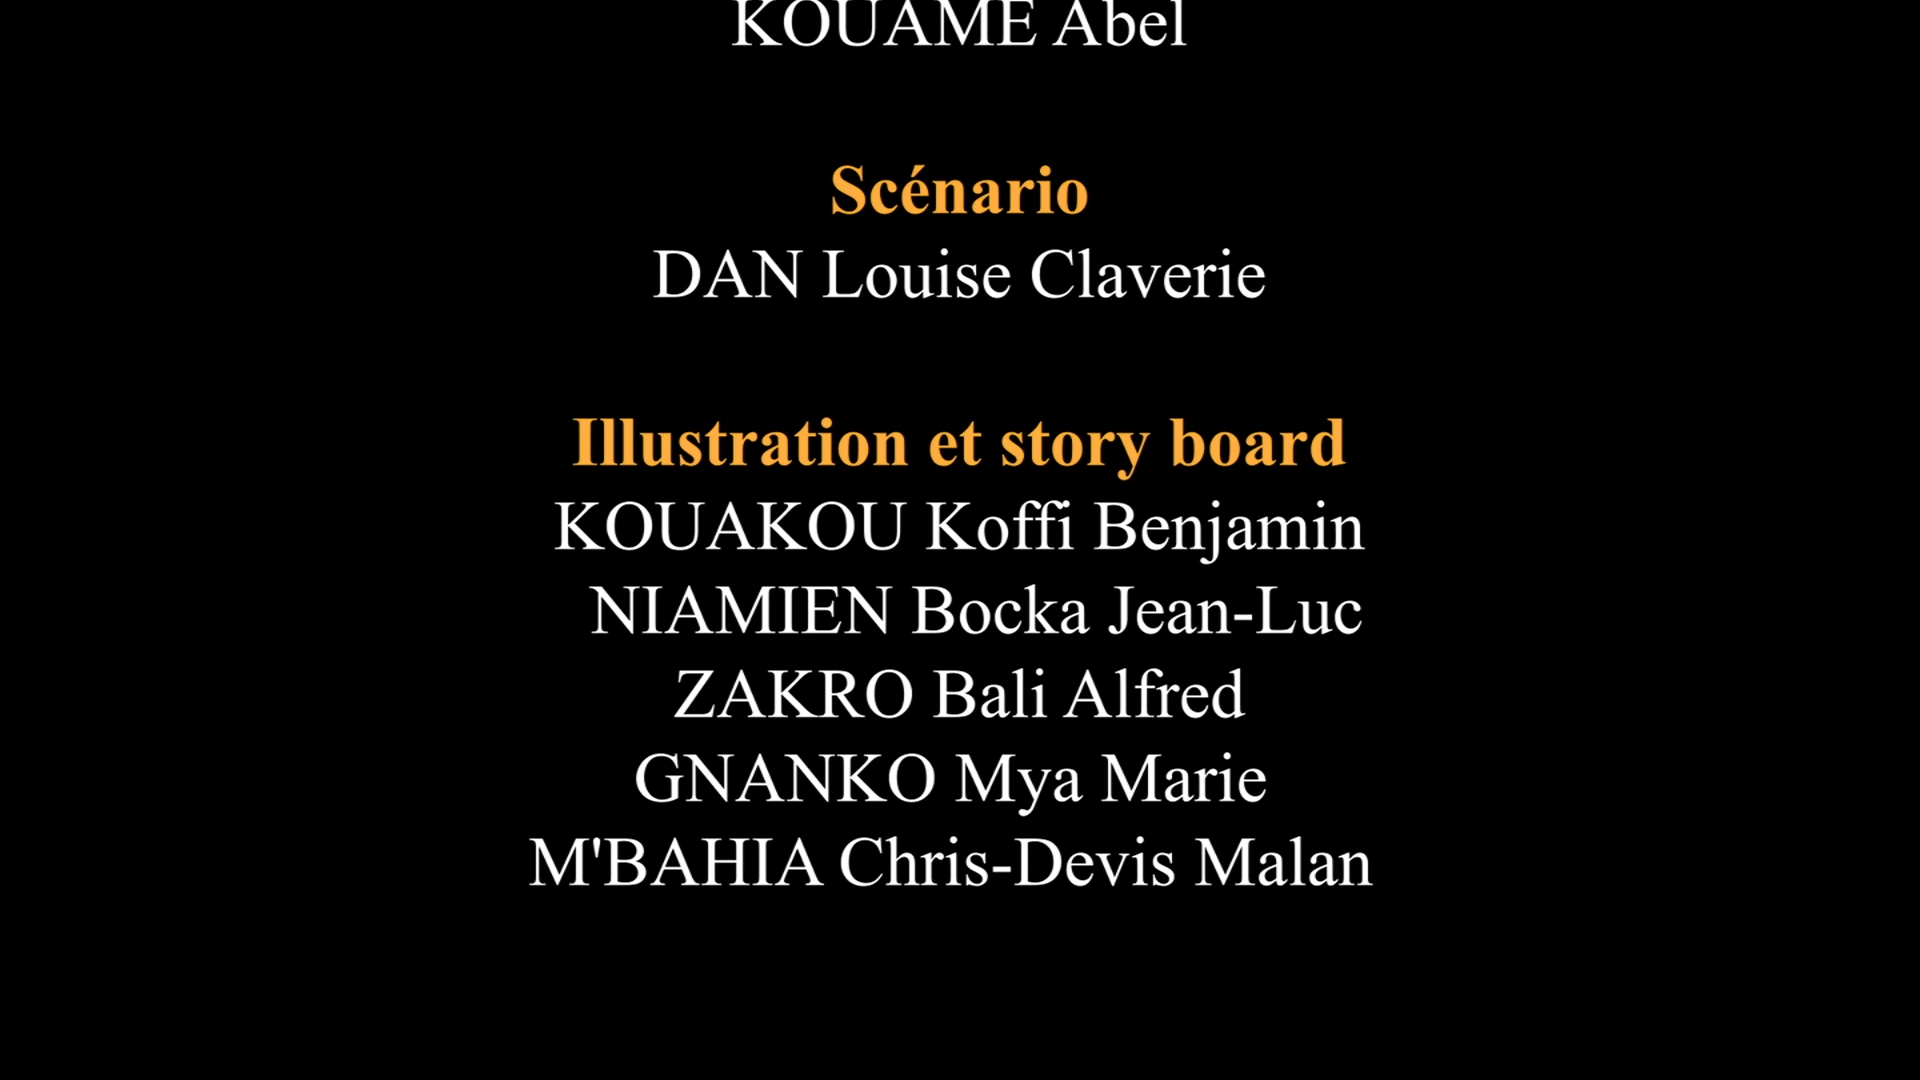 KOUAME Abel
Scénario
DAN Louise Claverie
Illustration et story board
KOUAKOU Koffi Benjamin
NIAMIEN Bocka Jean-Luc
ZAKRO Bali Alfred
GNANKO Mya Marie
M'BAHIA Chris-Devis Malan